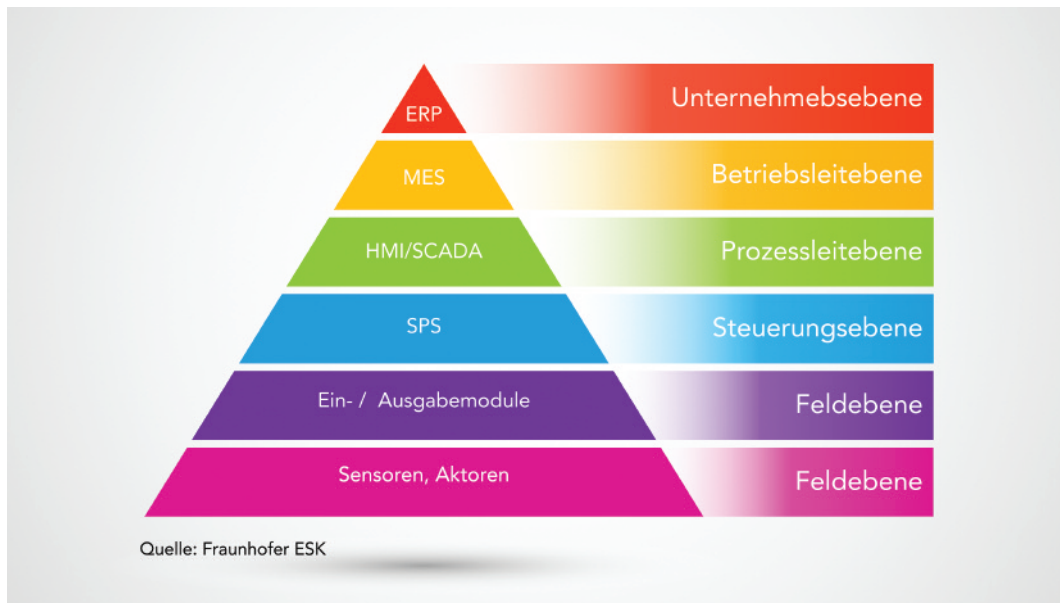 ERP
Unternehmebsebene
MES
Betriebsleitebene
HMI/SCADA
Prozessleitebene
SPS
Steuerungsebene
Ein- / Ausgabemodule
Feldebene
Sensoren, Aktoren
Feldebene
Quelle: Fraunhofer ESK